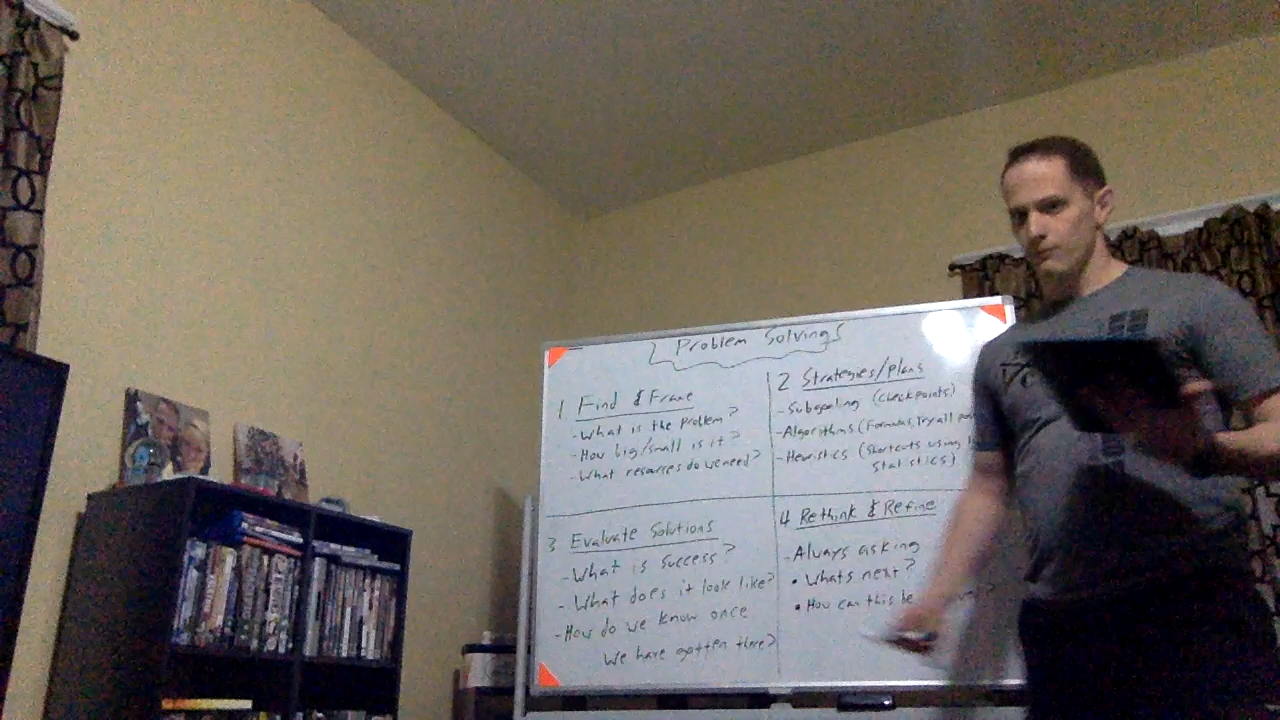 Problem Solvings
1 Find & Frame
- What is the Problem?
- How big/small is it?
- What resources do we need?
2 Strategies/plans
- Subgoaling (checkpoints)
- Algorithms (Formulas, Try all
- Heuristics (Shortcuts using
statistics)
3 Evaluate Solutions
- What is success?
- What does it look like?
- How do we know once
we have gotten there?
4 Rethink & Refine
- Always asking
• Whats next?
• How can this be